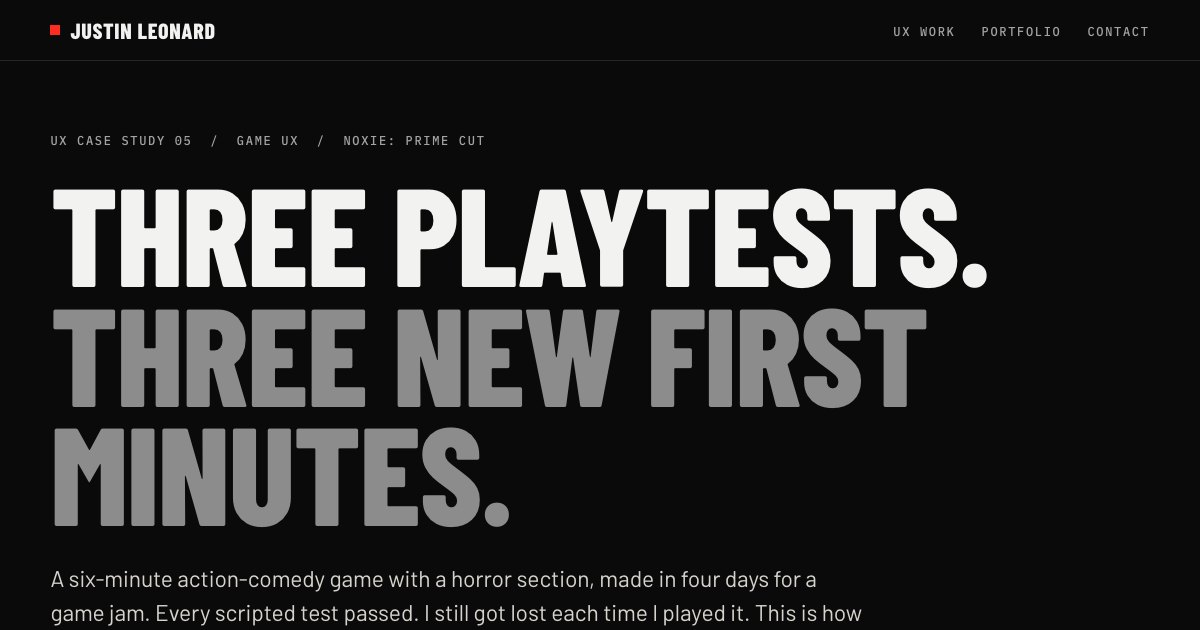 JUSTIN LEONARD
UX WORK PORTFOLIO CONTACT
UX CASE STUDY 05 / GAME UX / NOXIE: PRIME CUT
THREE PLAYTESTS.
THREE NEW FIRST
MINUTES.
A six-minute action-comedy game with a horror section, made in four days for a
game jam. Every scripted test passed. I still got lost each time I played it. This is how